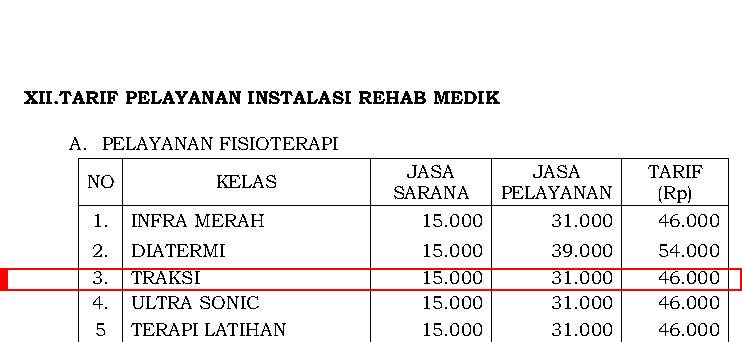 XII.TARIF PELAYANAN INSTALASI REHAB MEDIK
A. PELAYANAN FISIOTERAPI
NO KELAS JASA SARANA JASA PELAYANAN TARIF (Rp)
1. INFRA MERAH 15.000 31.000 46.000
2. DIATERMI 15.000 39.000 54.000
3. TRAKSI 15.000 31.000 46.000
4. ULTRA SONIC 15.000 31.000 46.000
5 TERAPI LATIHAN 15.000 31.000 46.000